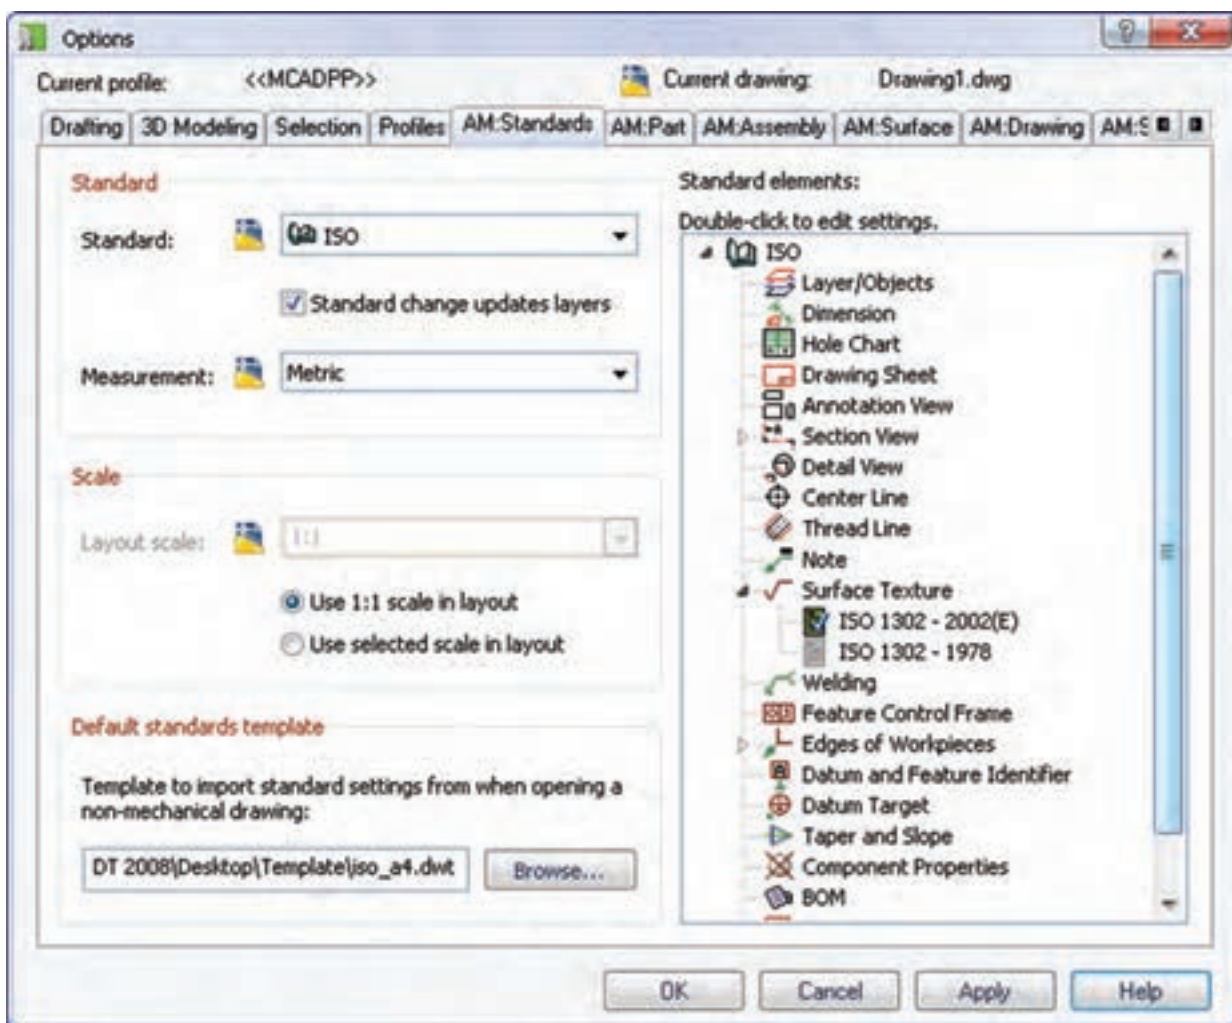 Options
Current profile: <<MCADPP>> Current drawing: Drawing1.dwg
Drafting 3D Modeling Selection Profiles AM:Standards AM:Part AM:Assembly AM:Surface AM:Drawing AM:S
Standard
Standard: ISO
Standard change updates layers
Measurement: Metric
Scale
Layout scale: 1:1
Use 1:1 scale in layout
Use selected scale in layout
Default standards template
Template to import standard settings from when opening a
non-mechanical drawing:
DT 2008\Desktop\Template\iso_a4.dwt Browse...
Standard elements:
Double-click to edit settings.
ISO
Layer/Objects
Dimension
Hole Chart
Drawing Sheet
Annotation View
Section View
Detail View
Center Line
Thread Line
Note
Surface Texture
ISO 1302 - 2002(E)
ISO 1302 - 1978
Welding
Feature Control Frame
Edges of Workpieces
Datum and Feature Identifier
Datum Target
Taper and Slope
Component Properties
BOM
OK Cancel Apply Help